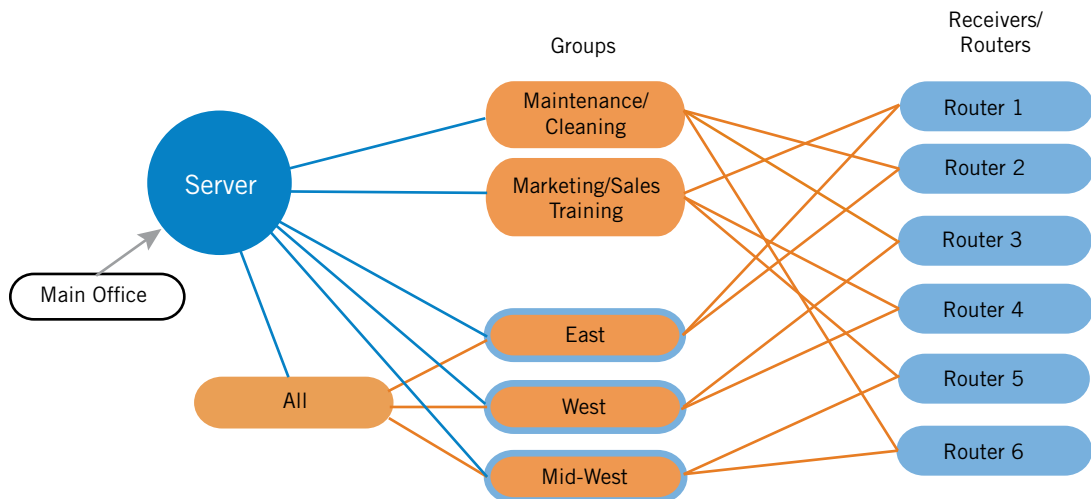 Groups
Receivers/
Routers
Maintenance/
Cleaning
Marketing/Sales
Training
Server
Main Office
All
East
West
Mid-West
Router 1
Router 2
Router 3
Router 4
Router 5
Router 6